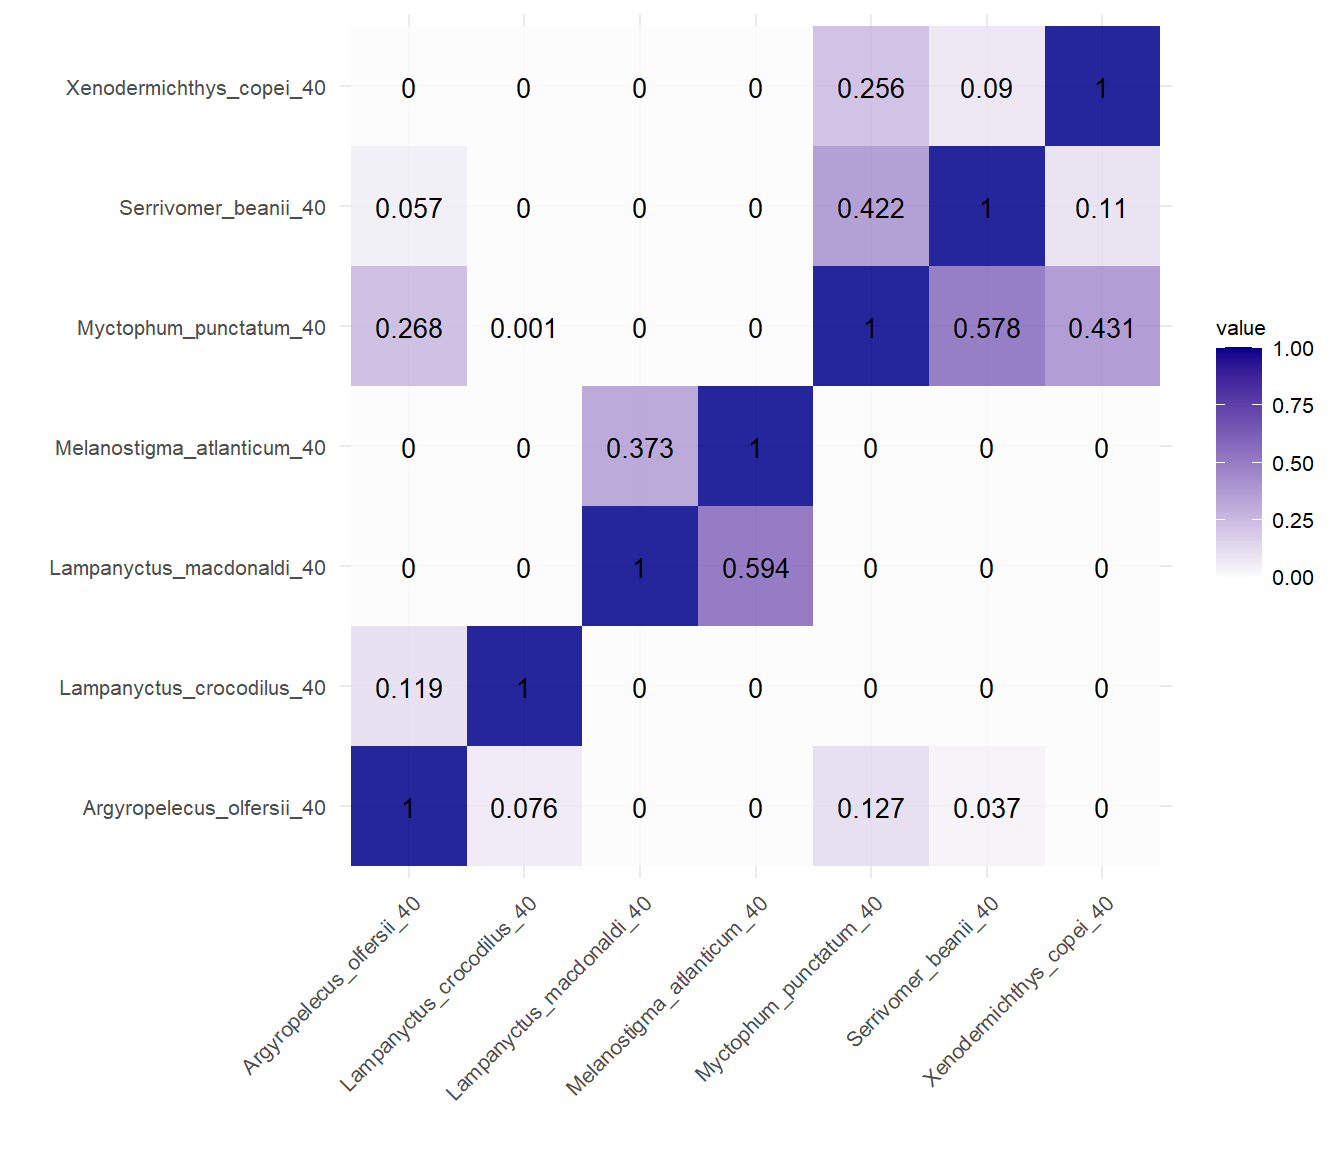 Xenodermichthys_copei_40 0 0 0 0 0.256 0.09 1
Serrivomer_beanii_40 0.057 0 0 0 0.422 1 0.11
Myctophum_punctatum_40 0.268 0.001 0 0 1 0.578 0.431
Melanostigma_atlanticum_40 0 0 0.373 1 0 0 0
Lampanyctus_macdonaldi_40 0 0 1 0.594 0 0 0
Lampanyctus_crocodilus_40 0.119 1 0 0 0 0 0
Argyropelecus_olfersii_40 1 0.076 0 0 0.127 0.037 0
Argyropelecus_olfersii_40
Lampanyctus_crocodilus_40
Lampanyctus_macdonaldi_40
Melanostigma_atlanticum_40
Myctophum_punctatum_40
Serrivomer_beanii_40
Xenodermichthys_copei_40
value
1.00
0.75
0.50
0.25
0.00